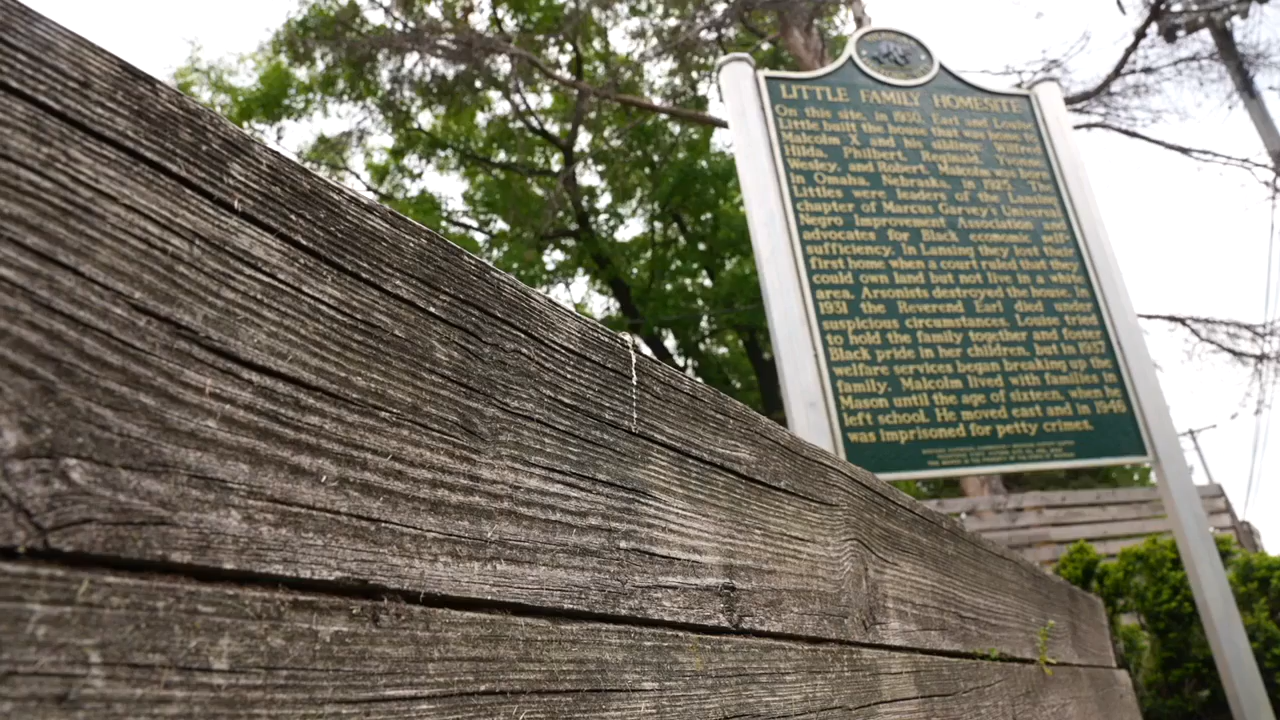 LITTLE FAMILY HOMESITE
On this site, in 1930, Earl and Louise
Little built the house that was home to
Malcolm X and his siblings Wilfred,
Hilda, Philbert, Reginald, Yvonne,
Wesley, and Robert. Malcolm was born
in Omaha, Nebraska, in 1925. The
Littles were leaders of the Lansing
chapter of Marcus Garvey's Universal
Negro Improvement Association and
advocates for Black economic self-
sufficiency. In Lansing they lost their
first home when a court ruled that they
could own land but not live in a white
area. Arsonists destroyed the house. In
1931 the Reverend Earl died under
suspicious circumstances. Louise tried
to hold the family together and foster
Black pride in her children, but in 1937
welfare services began breaking up the
family. Malcolm lived with families in
Mason until the age of sixteen, when he
left school. He moved east and in 1946
was imprisoned for petty crimes.